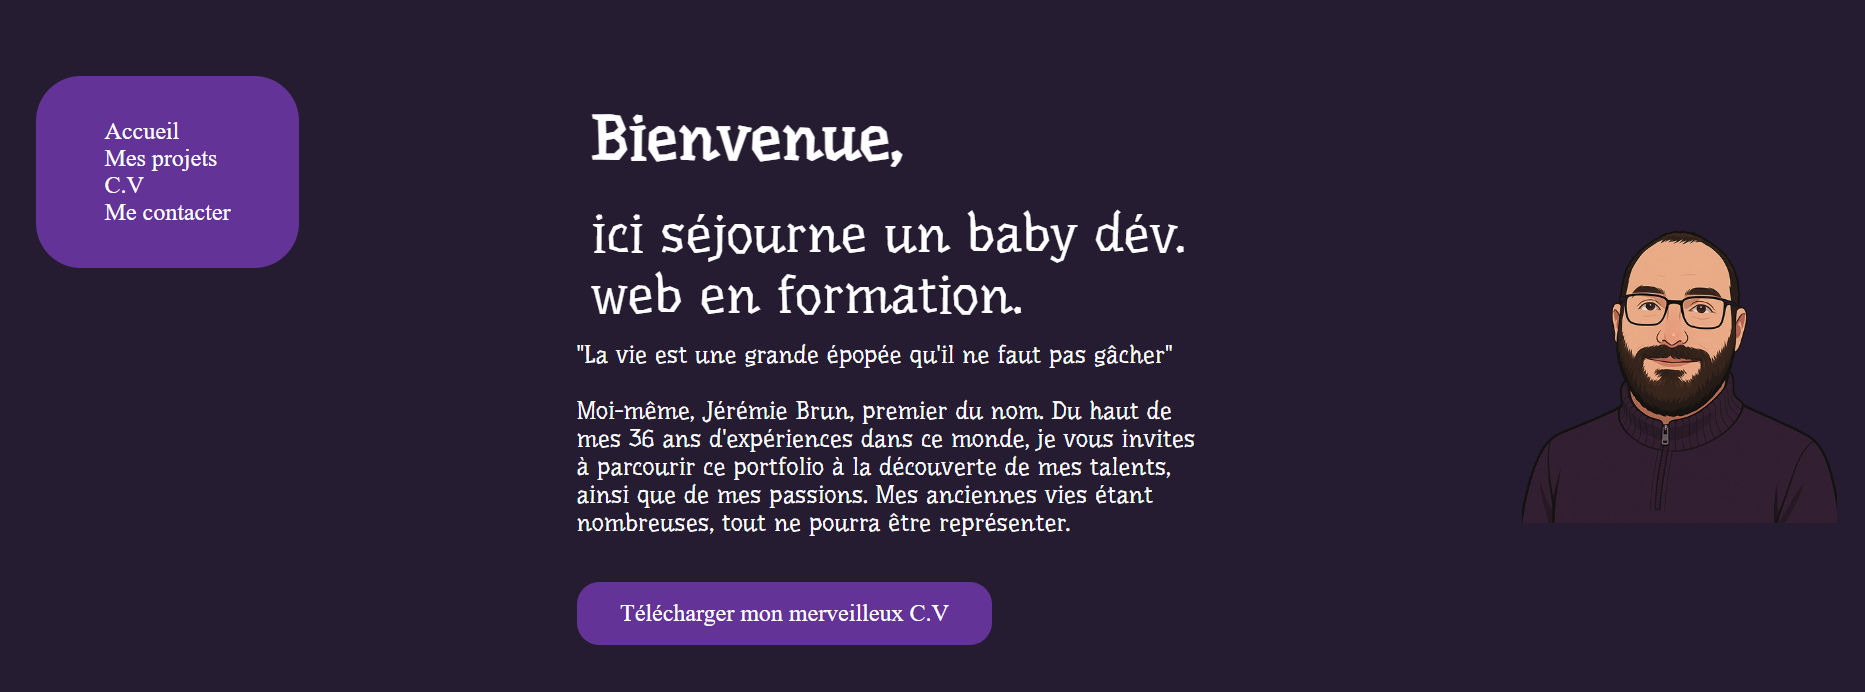 Accueil
Mes projets
C.V
Me contacter
Bienvenue,
ici séjourne un baby dév.
web en formation.
"La vie est une grande épopée qu'il ne faut pas gâcher"
Moi-même, Jérémie Brun, premier du nom. Du haut de
mes 36 ans d'expériences dans ce monde, je vous invites
à parcourir ce portfolio à la découverte de mes talents,
ainsi que de mes passions. Mes anciennes vies étant
nombreuses, tout ne pourra être représenter.
Télécharger mon merveilleux C.V